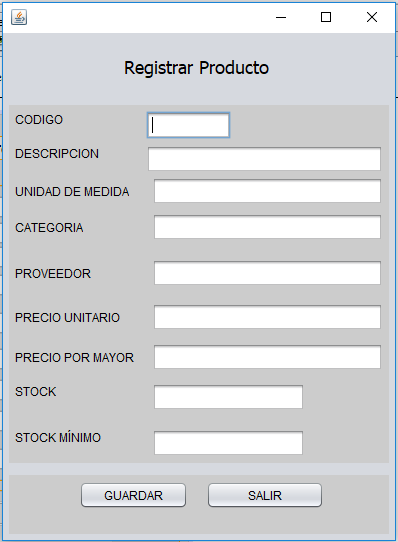 Registrar Producto
CODIGO
DESCRIPCION
UNIDAD DE MEDIDA
CATEGORIA
PROVEEDOR
PRECIO UNITARIO
PRECIO POR MAYOR
STOCK
STOCK MÍNIMO
GUARDAR SALIR